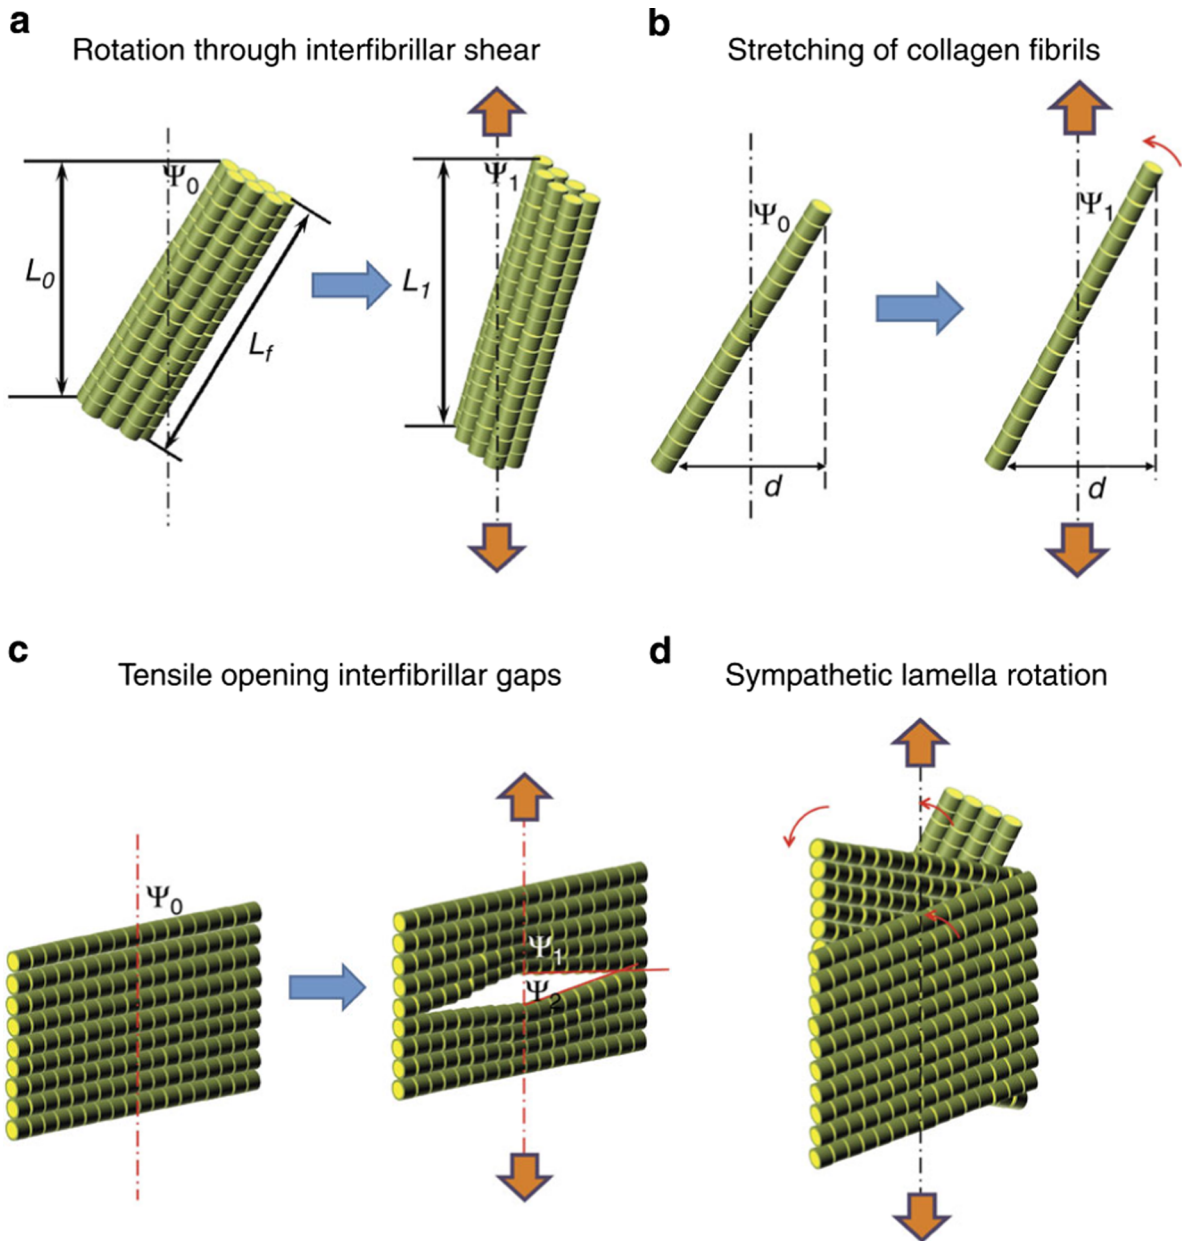 a
Rotation through interfibrillar shear
Ψ0
L0
Lf
Ψ1
L1
b
Stretching of collagen fibrils
Ψ0
d
Ψ1
d
c
Tensile opening interfibrillar gaps
Ψ0
Ψ1
Ψ2
d
Sympathetic lamella rotation